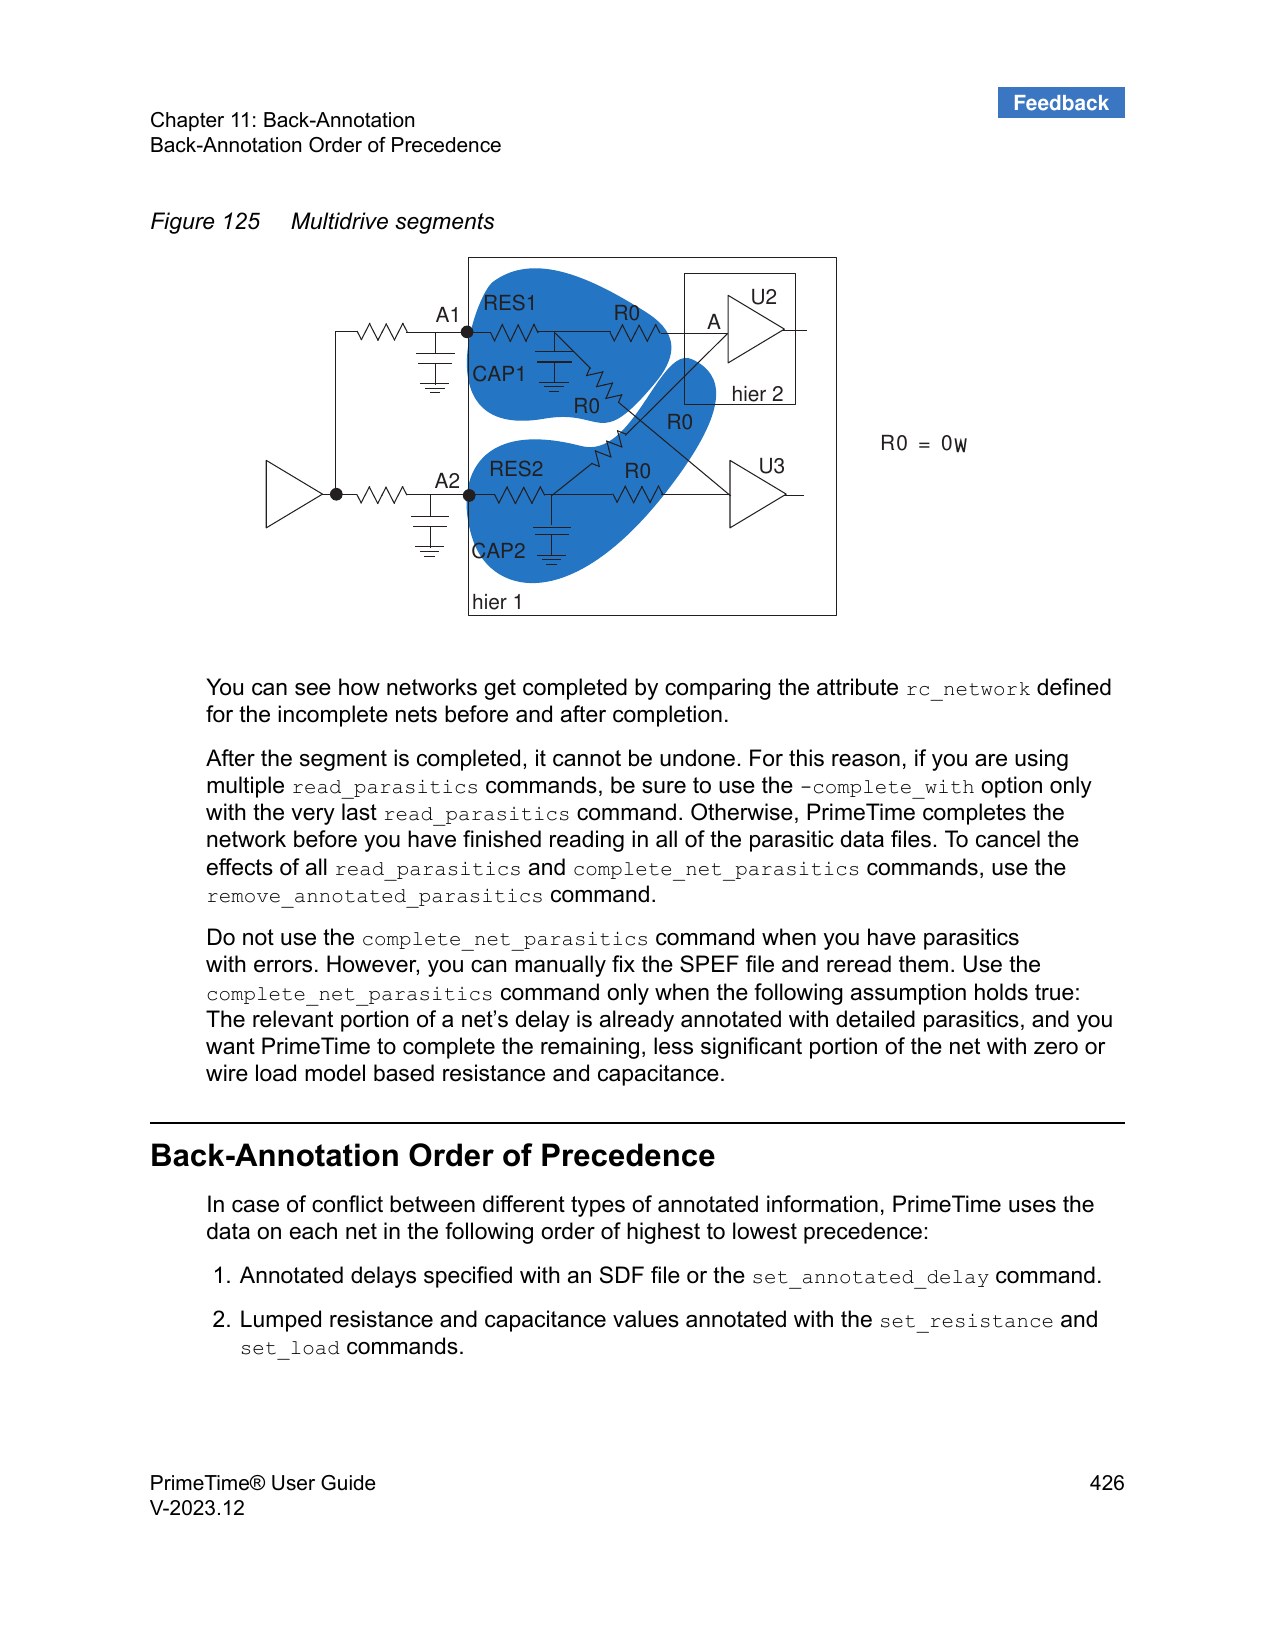 Feedback
Chapter 11: Back-Annotation
Back-Annotation Order of Precedence
Figure 125 Multidrive segments
A1
RES1
R0
A
U2
CAP1
R0
hier 2
R0
R0 = 0w
A2
RES2
R0
U3
CAP2
hier 1
You can see how networks get completed by comparing the attribute rc_network defined
for the incomplete nets before and after completion.
After the segment is completed, it cannot be undone. For this reason, if you are using
multiple read_parasitics commands, be sure to use the -complete_with option only
with the very last read_parasitics command. Otherwise, PrimeTime completes the
network before you have finished reading in all of the parasitic data files. To cancel the
effects of all read_parasitics and complete_net_parasitics commands, use the
remove_annotated_parasitics command.
Do not use the complete_net_parasitics command when you have parasitics
with errors. However, you can manually fix the SPEF file and reread them. Use the
complete_net_parasitics command only when the following assumption holds true:
The relevant portion of a net’s delay is already annotated with detailed parasitics, and you
want PrimeTime to complete the remaining, less significant portion of the net with zero or
wire load model based resistance and capacitance.
Back-Annotation Order of Precedence
In case of conflict between different types of annotated information, PrimeTime uses the
data on each net in the following order of highest to lowest precedence:
1. Annotated delays specified with an SDF file or the set_annotated_delay command.
2. Lumped resistance and capacitance values annotated with the set_resistance and
set_load commands.
PrimeTime® User Guide
426
V-2023.12